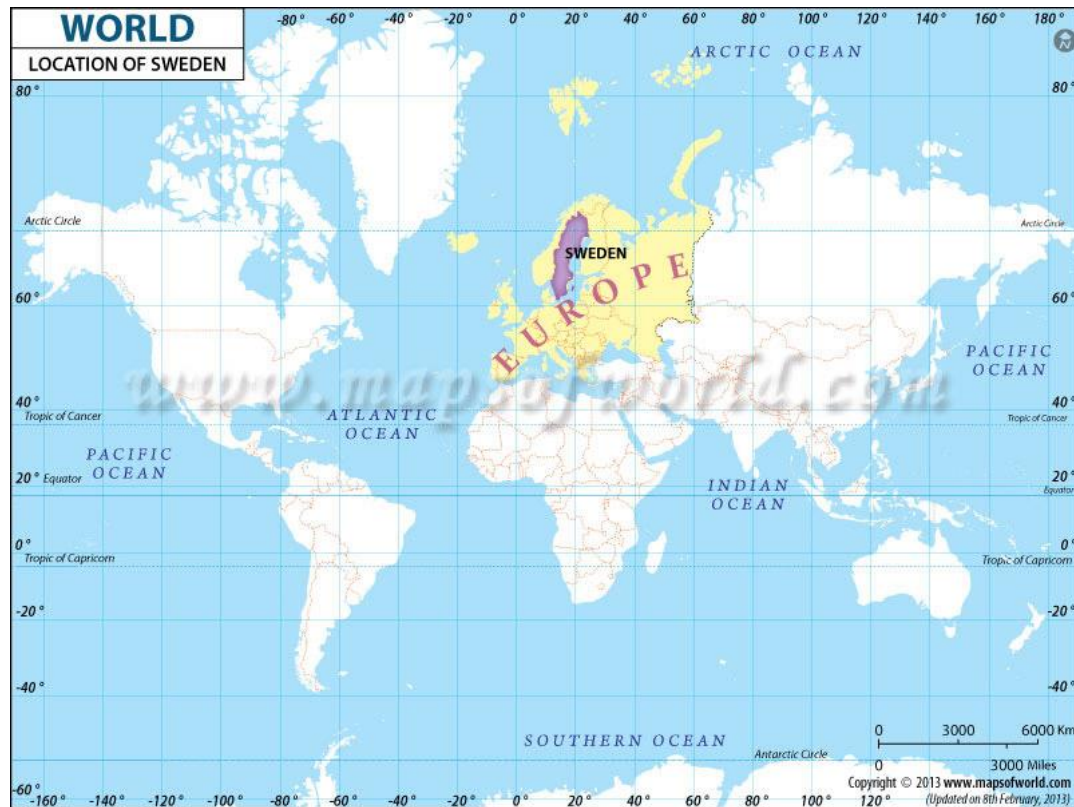 WORLD
LOCATION OF SWEDEN
-80 ° -60 ° -40 ° -20 ° 0 ° 20 ° 40 ° 60 ° 80 ° 100 ° 120 ° 140 ° 160 ° 180 °
N
ARCTIC OCEAN
80 ° 80 °
Arctic Circle Arctic Circle
SWEDEN
EUROPE
60 ° 60 °
PACIFIC
OCEAN
www.mapsofworld.com
40 ° 40 °
Tropic of Cancer Tropic of Cancer
ATLANTIC
OCEAN
PACIFIC
OCEAN
20 ° Equator 20 °
Equator
INDIAN
OCEAN
0 ° 0 °
Tropic of Capricorn Tropic of Capricorn
-20 ° -20 °
-40 ° -40 °
SOUTHERN OCEAN
0 3000 6000 Km
Antarctic Circle
0 3000 Miles
Copyright © 2013 www.mapsofworld.com
(Updated on 8th February, 2013)
-60 °
-160 ° -140 ° -120 ° -100 ° -80 ° -60 ° -40 ° -20 ° 0 ° 20 ° 40 ° 60 ° 80 ° 100 ° 120 °